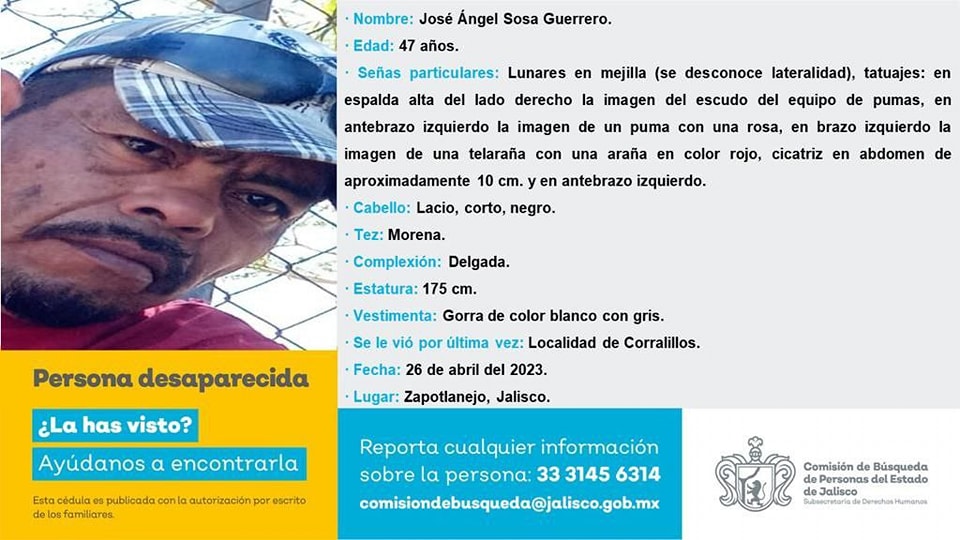 · Nombre: José Ángel Sosa Guerrero.
· Edad: 47 años.
· Señas particulares: Lunares en mejilla (se desconoce lateralidad), tatuajes: en
espalda alta del lado derecho la imagen del escudo del equipo de pumas, en
antebrazo izquierdo la imagen de un puma con una rosa, en brazo izquierdo la
imagen de una telaraña con una araña en color rojo, cicatriz en abdomen de
aproximadamente 10 cm. y en antebrazo izquierdo.
· Cabello: Lacio, corto, negro.
· Tez: Morena.
· Complexión: Delgada.
· Estatura: 175 cm.
· Vestimenta: Gorra de color blanco con gris.
· Se le vió por última vez: Localidad de Corralillos.
· Fecha: 26 de abril del 2023.
· Lugar: Zapotlanejo, Jalisco.
Persona desaparecida
¿La has visto?
Ayúdanos a encontrarla
Esta cédula es publicada con la autorización por escrito
de los familiares.
Reporta cualquier información
sobre la persona: 33 3145 6314
comisiondebusqueda@jalisco.gob.mx
Comisión de Búsqueda
de Personas del Estado
de Jalisco
Subsecretaría de Derechos Humanos